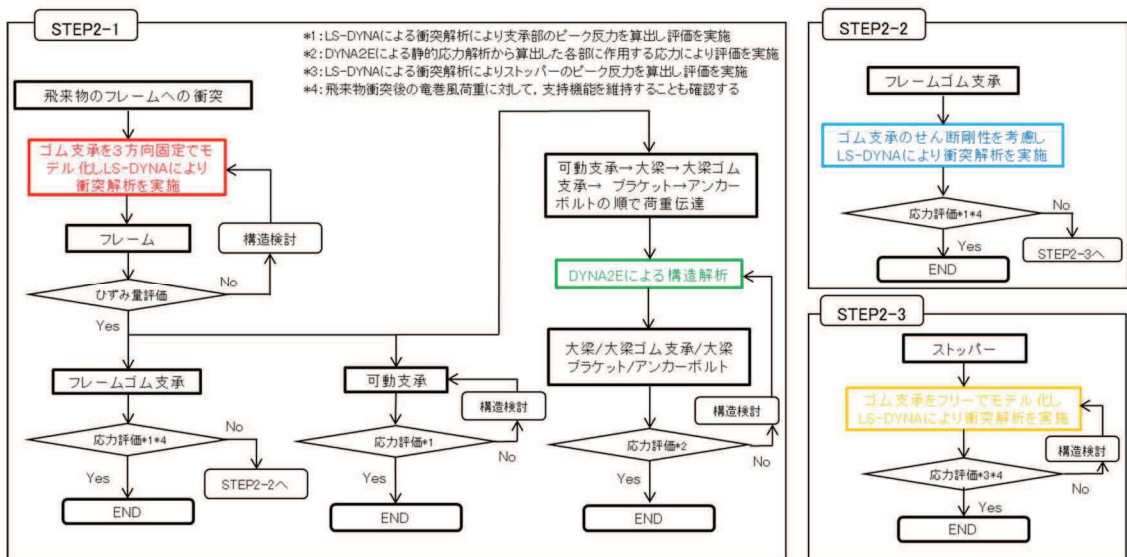 STEP2-1
*1:LS-DYNAによる衝突解析により支承部のピーク反力を算出し評価を実施
*2:DYNA2Eによる静的応力解析から算出した各部に作用する応力により評価を実施
*3:LS-DYNAによる衝突解析によりストッパーのピーク反力を算出し評価を実施
*4:飛来物衝突後の竜巻風荷重に対して，支持機能を維持することも確認する
飛来物のフレームへの衝突
ゴム支承を3方向固定でモ
デル化しLS-DYNAにより
衝突解析を実施
フレーム
構造検討
ひずみ量評価
No
Yes
フレームゴム支承
応力評価*1*4
No
Yes
STEP2-2へ
END
可動支承
構造検討
応力評価*1
No
Yes
END
可動支承→大梁→大梁ゴム
支承→ ブラケット→アンカー
ボルトの順で荷重伝達
DYNA2Eによる構造解析
大梁/大梁ゴム支承/大梁
ブラケット/アンカーボルト
構造検討
応力評価*2
No
Yes
END
STEP2-2
フレームゴム支承
ゴム支承のせん断剛性を考慮し
LS-DYNAにより衝突解析を実施
応力評価*1*4
No
Yes
STEP2-3へ
END
STEP2-3
ストッパー
ゴム支承をフリーでモデル化し
LS-DYNAにより衝突解析を実施
構造検討
応力評価*3*4
No
Yes
END